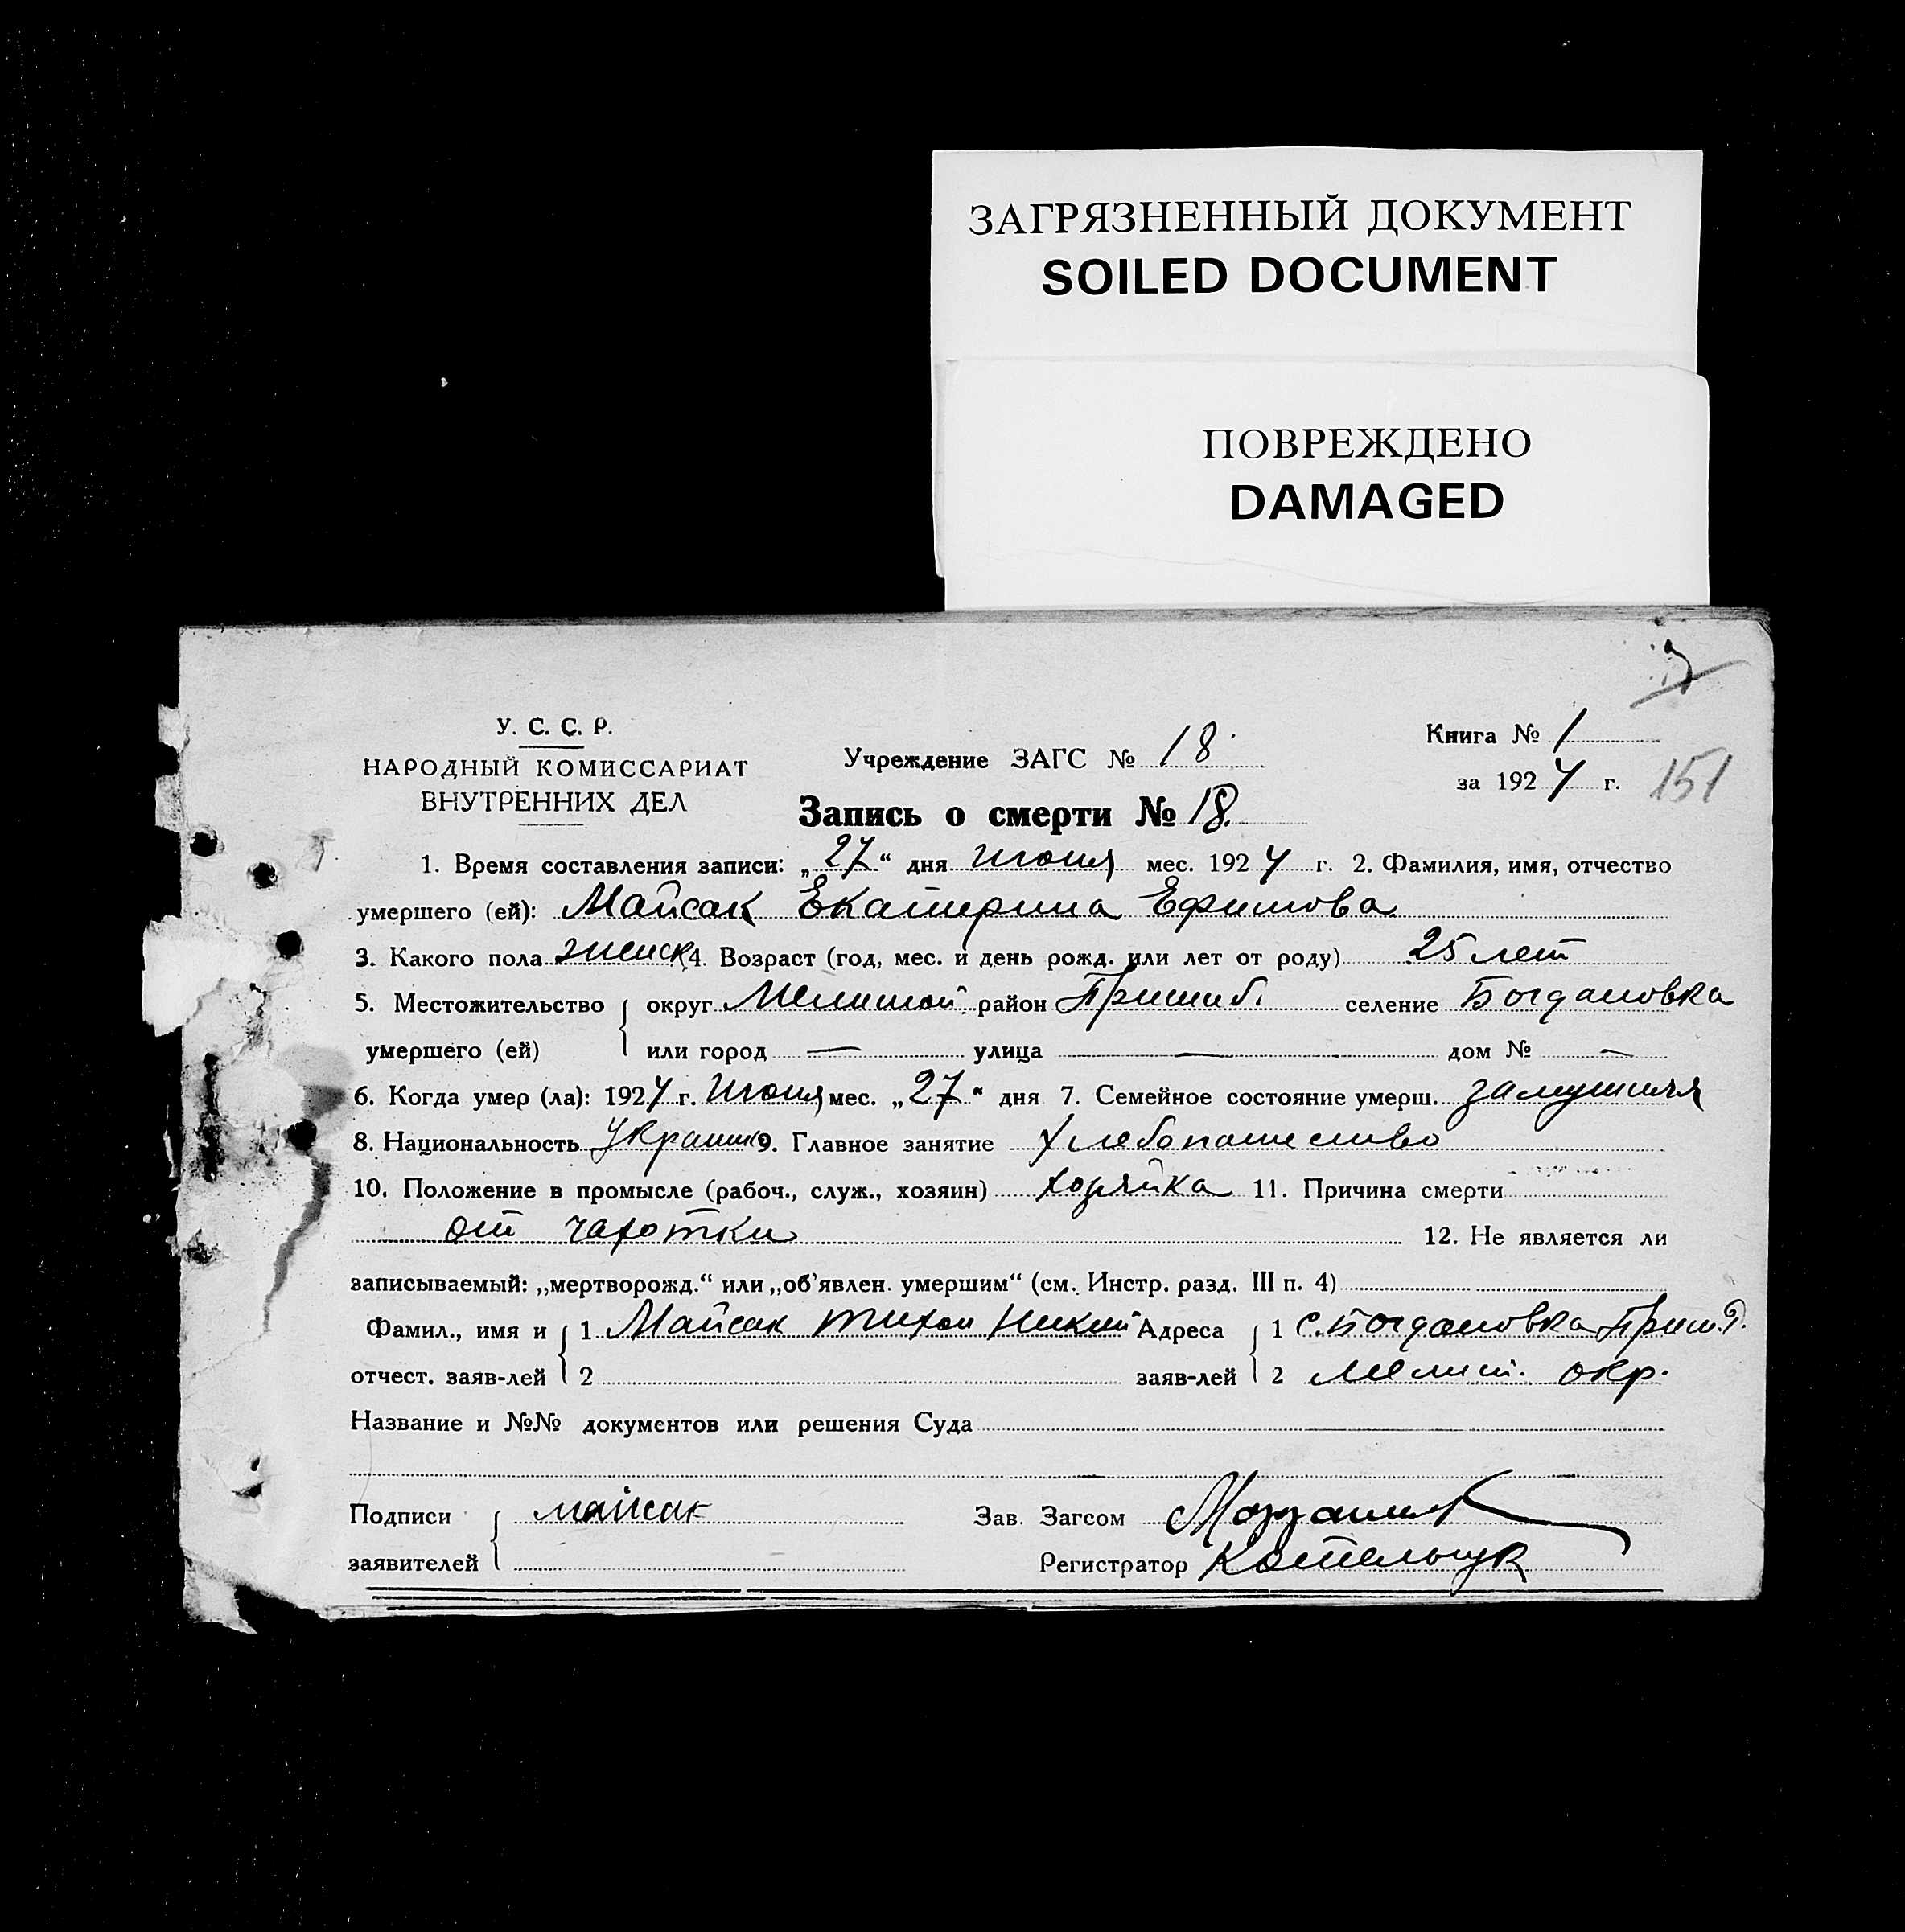 ЗАГРЯЗНЕННЫЙ ДОКУМЕНТ
SOILED DOCUMENT
ПОВРЕЖДЕНО
DAMAGED
У. С. С. Р.
НАРОДНЫЙ КОМИССАРИАТ
ВНУТРЕННИХ ДЕЛ
Учреждение ЗАГС № 18
Книга № 1
за 1924 г. 151
Запись о смерти № 18.
1. Время составления записи: „27“ дня июня мес. 1924 г. 2. Фамилия, имя, отчество
умершего (ей): Майсак Екатерина Ефимова
3. Какого пола женск 4. Возраст (год, мес. и день рожд. или лет от роду) 25 лет
5. Местожительство округ Мелитой. район Пришиб. селение Богдановка
умершего (ей) или город — улица — дом № —
6. Когда умер (ла): 1924 г. июня мес. „27“ дня 7. Семейное состояние умерш. замужняя
8. Национальность украинк 9. Главное занятие Хлебопашество
10. Положение в промысле (рабоч., служ., хозяин) хозяйка 11. Причина смерти
от чахотки 12. Не является ли
записываемый: „мертворожд.“ или „об'явлен. умершим“ (см. Инстр. разд. III п. 4)
Фамил., имя и 1 Майсак Тихон Никит Адреса 1 с. Богдановка Приш. р.
отчест. заяв-лей 2 заяв-лей 2 Мелит. окр.
Название и №№ документов или решения Суда
Подписи майсак Зав. Загсом
заявителей Регистратор Котельчук